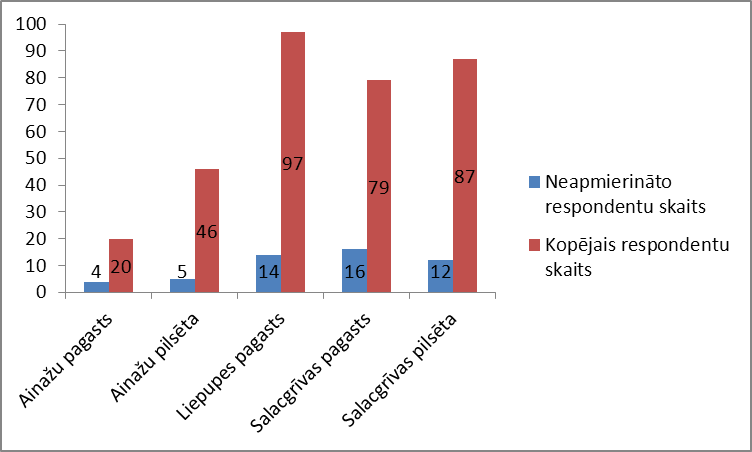 100
90
80
70
60
50
40
30
20
10
0
4
20
5
46
14
97
16
79
12
87
Ainažu pagasts
Ainažu pilsēta
Liepupes pagasts
Salacgrīvas pagasts
Salacgrīvas pilsēta
Neapmierināto
respondentu skaits
Kopējais respondentu
skaits